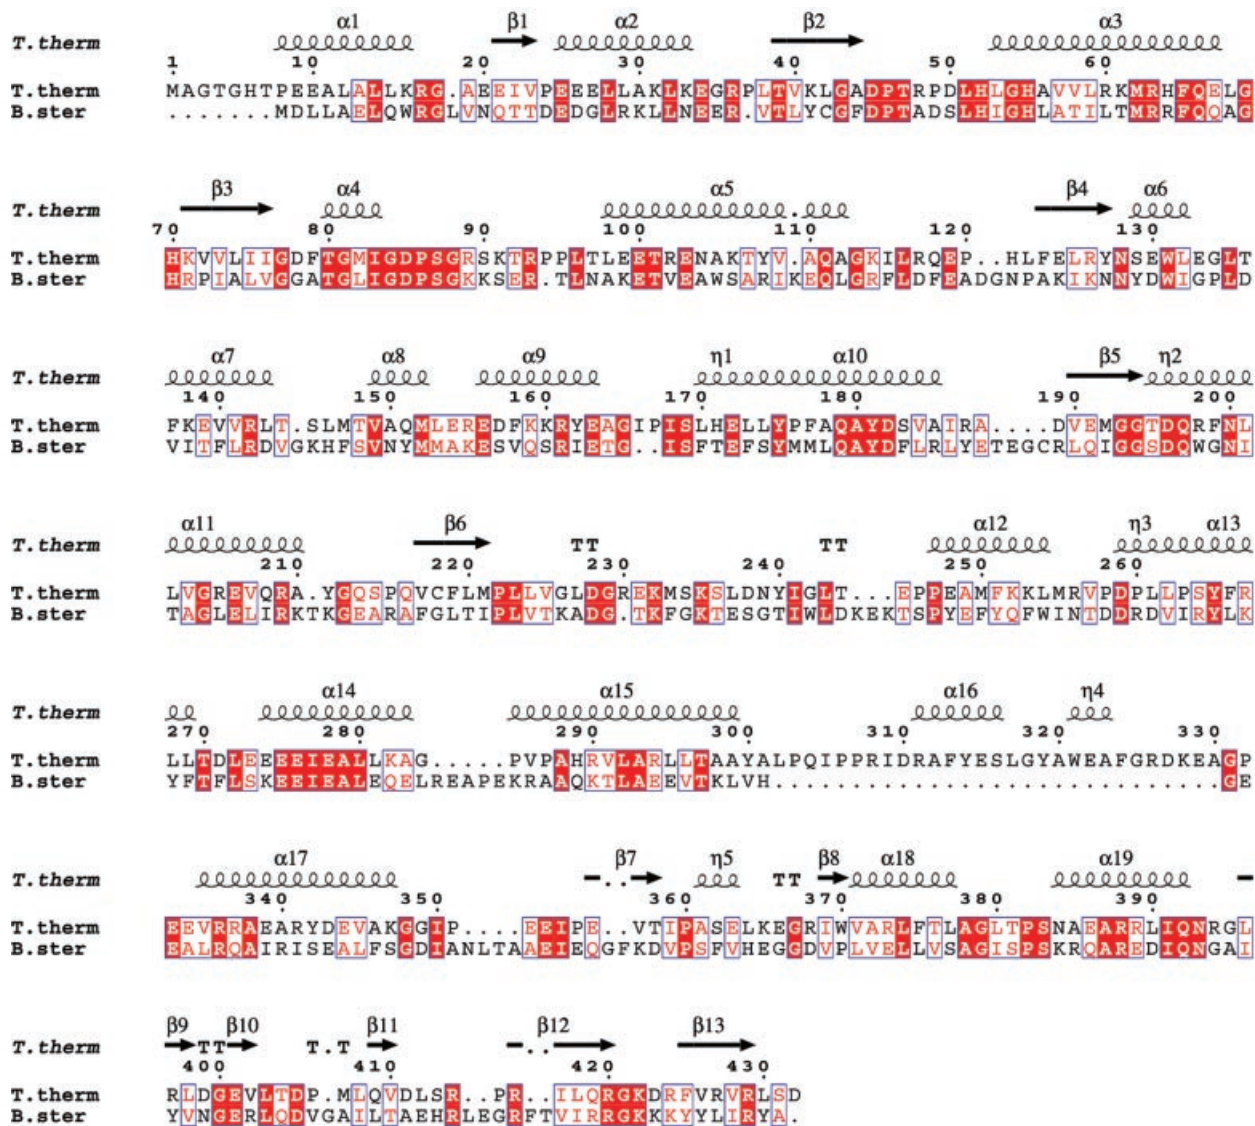 α1 β1 α2 β2 α3
T.therm
1 10 20 30 40 50 60
T.therm MAGTGHTPEEALALLKRG.AEEIVPEEELLAKLKEGRPLTVKLGADPTRPDLHLGHAVVLRKMRHFQELG
B.ster .......MDLLAELQWRGLVNQTTDEDGLRKLLNEER.VTLYCGFDPTADSLHIGHLATILTMRRFQQAG
β3 α4 α5 β4 α6
T.therm .
70 80 90 100 110 120 130
T.therm HKVVLIIGDFTGMIGDPSGRSKTRPPLTLEETRENAKTYV.AQAGKILRQEP..HLFELRYNSEWLEGLT
B.ster HRPIALVGGATGLIGDPSGKKSER.TLNAKETVEAWSARIKEQLGRFLDFEADGNPAKIKNNYDWIGPLD
α7 α8 α9 η1 α10 β5 η2
T.therm
140 150 160 170 180 190 200
T.therm FKEVVRLT.SLMTVAQMLEREDFKKRYEAGIPISLHELLYPFAQAYDSVAIRA....DVEMGGTDQRFNL
B.ster VITFLRDVGKHFSVNYMMAKESVQSRIETG..ISFTEFSYMMLQAYDFLRLYETEGCRLQIGGSDQWGNI
α11 β6 α12 η3 α13
T.therm TT TT
210 220 230 240 250 260
T.therm LVGREVQRA.YGQSPQVCFLMPLLVGLDGREKMSKSLDNYIGLT...EPPEAMFKKLMRVPDPLLPSYFR
B.ster TAGLELIRKTKGEARAFGLTIPLVTKADG.TKFGKTESGTIWLDKEKTSPYEFYQFWINTDDRDVIRYLK
α14 α15 α16 η4
T.therm
270 280 290 300 310 320 330
T.therm LLTDLEEEEIEALLKAG.....PVPAHRVLARLLTAAYALPQIPPRIDRAFYESLGYAWEAFGRDKEAGP
B.ster YFTFLSKEEIEALEQELREAPEKRAAQKTLAEEVTKLVH.............................GE
α17 β7 η5 β8 α18 α19
T.therm .. TT
340 350 360 370 380 390
T.therm EEVRRAEARYDEVAKGGIP....EEIPE..VTIPASELKEGRIWVARLFTLAGLTPSNAEARRLIQNRGL
B.ster EALRQAIRISEALFSGDIANLTAAEIEQGFKDVPSFVHEGGDVPLVELLVSAGISPSKRQAREDIQNGAI
β9 β10 β11 β12 β13
T.therm TT T.T ..
400 410 420 430
T.therm RLDGEVLTDP.MLQVDLSR..PR..ILQRGKDRFVRVRLSD
B.ster YVNGERLQDVGAILTAEHRLEGRFTVIRRGKKKYYLIRYA.